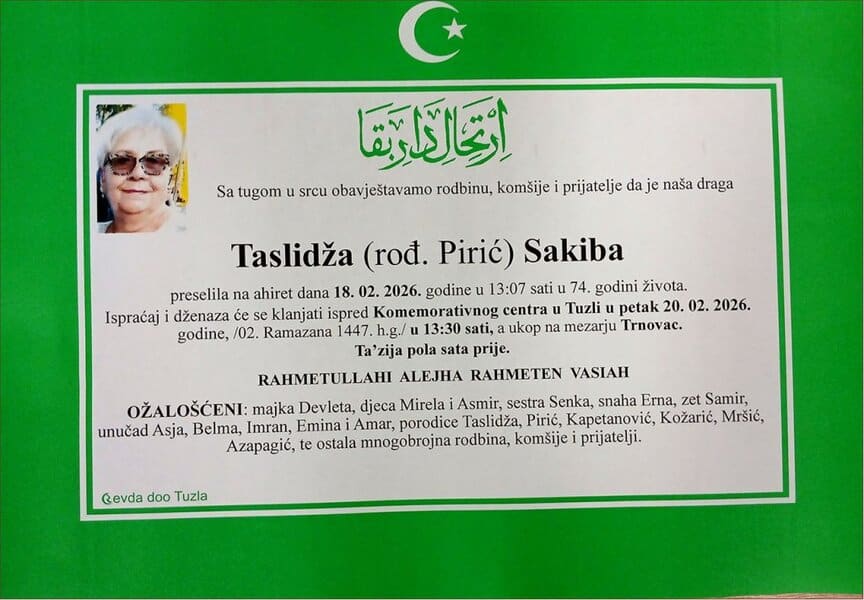 اِرْتِحَالِ دَارِ بَقَا
Sa tugom u srcu obavještavamo rodbinu, komšije i prijatelje da je naša draga
Taslidža (rođ. Pirić) Sakiba
preselila na ahiret dana 18. 02. 2026. godine u 13:07 sati u 74. godini života.
Ispraćaj i dženaza će se klanjati ispred Komemorativnog centra u Tuzli u petak 20. 02. 2026.
godine, /02. Ramazana 1447. h.g./ u 13:30 sati, a ukop na mezarju Trnovac.
Ta’zija pola sata prije.
RAHMETULLAHI ALEJHA RAHMETEN VASIAH
OŽALOŠĆENI: majka Devleta, djeca Mirela i Asmir, sestra Senka, snaha Erna, zet Samir,
unučad Asja, Belma, Imran, Emina i Amar, porodice Taslidža, Pirić, Kapetanović, Kožarić, Mršić,
Azapagić, te ostala mnogobrojna rodbina, komšije i prijatelji.
evda doo Tuzla